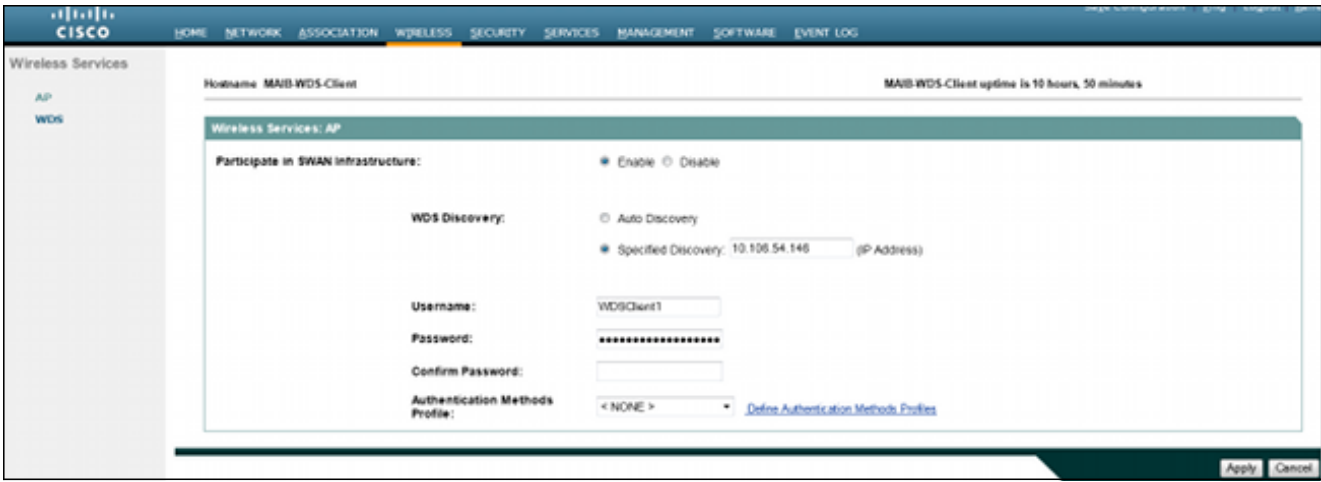 CISCO
HOME NETWORK ASSOCIATION WIRELESS SECURITY SERVICES MANAGEMENT SOFTWARE EVENT LOG
Wireless Services
AP
WDS
Hostname MAIB-WDS-Client
MAIB-WDS-Client uptime is 10 hours, 50 minutes
Wireless Services: AP
Participate in SWAN Infrastructure:
Enable Disable
WDS Discovery:
Auto Discovery
Specified Discovery: 10.106.54.146 (IP Address)
Username:
WDSClient1
Password:
Confirm Password:
Authentication Methods
Profile:
< NONE >
Define Authentication Methods Profiles
Apply Cancel